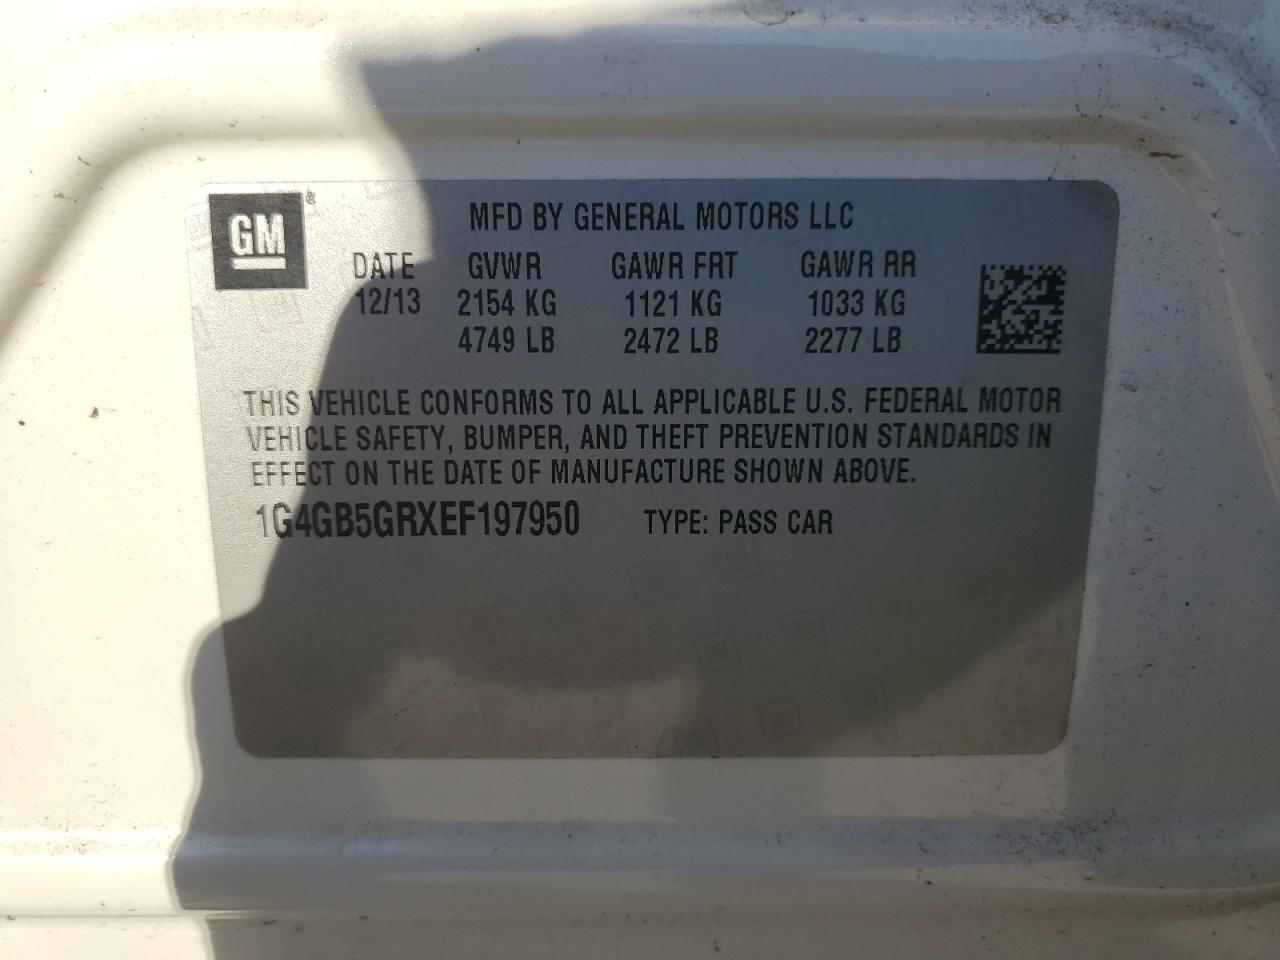 GM®
MFD BY GENERAL MOTORS LLC
DATE GVWR GAWR FRT GAWR RR
12/13 2154 KG 1121 KG 1033 KG
4749 LB 2472 LB 2277 LB
THIS VEHICLE CONFORMS TO ALL APPLICABLE U.S. FEDERAL MOTOR
VEHICLE SAFETY, BUMPER, AND THEFT PREVENTION STANDARDS IN
EFFECT ON THE DATE OF MANUFACTURE SHOWN ABOVE.
1G4GB5GRXEF197950 TYPE: PASS CAR